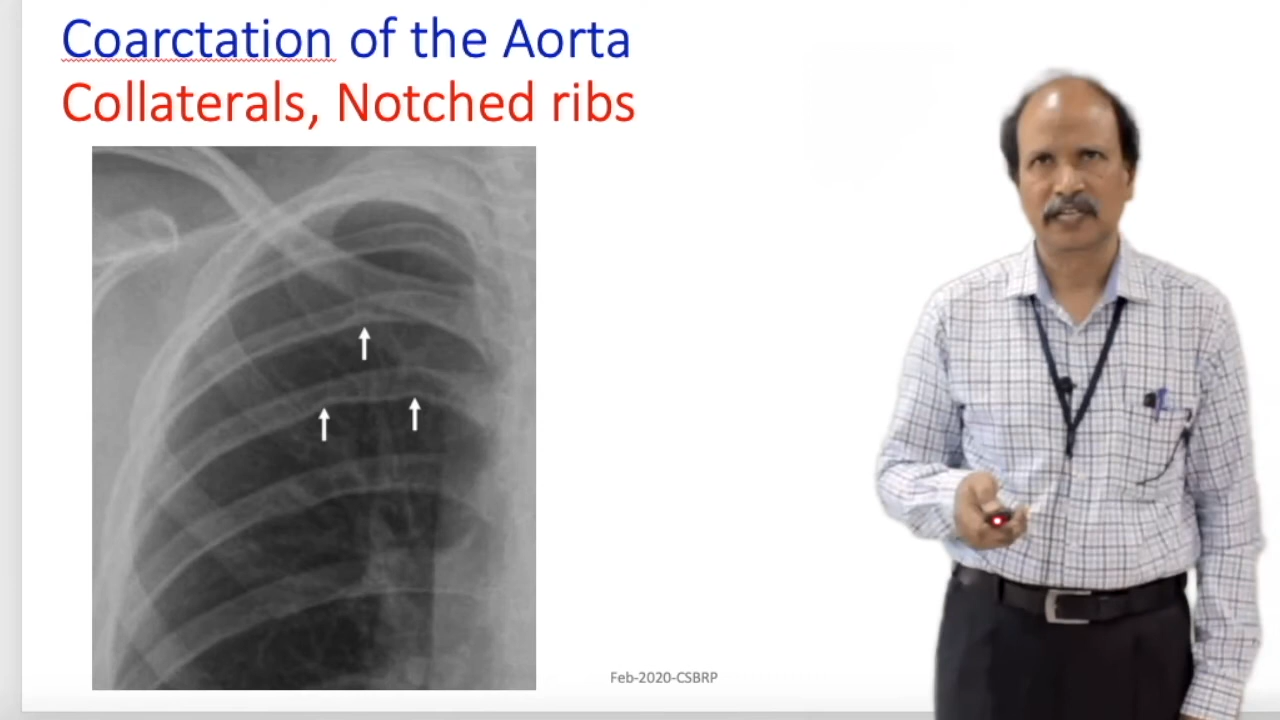 Coarctation of the Aorta
Collaterals, Notched ribs
Feb-2020-CSBRP